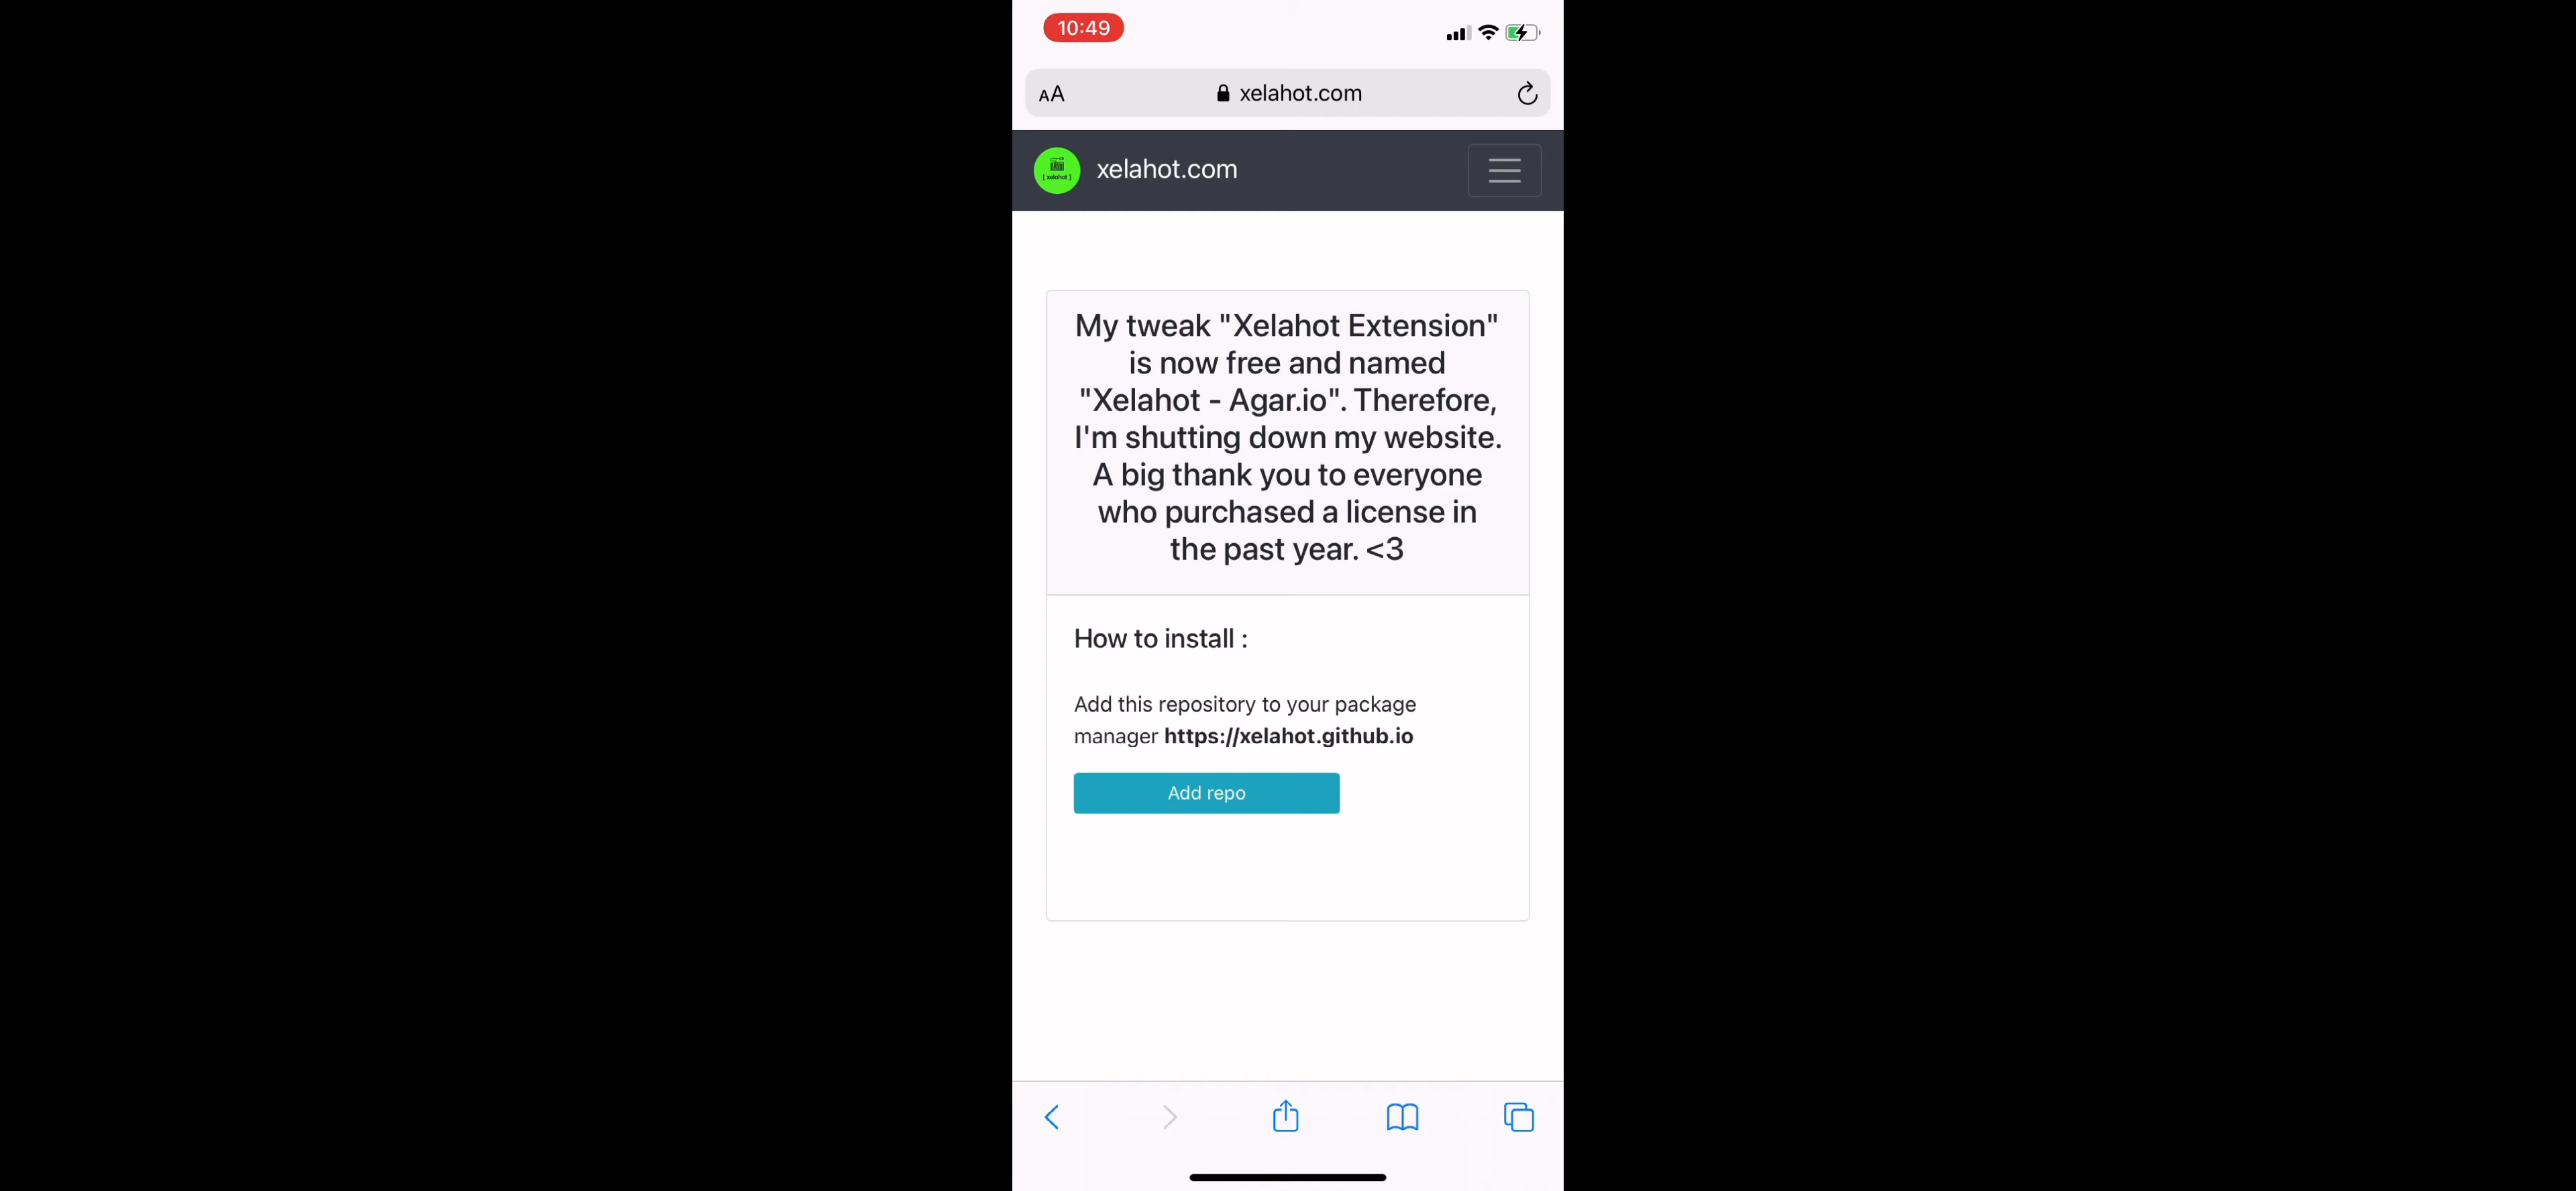 10:49
AA
xelahot.com
[ xelahot ]
xelahot.com
My tweak "Xelahot Extension"
is now free and named
"Xelahot - Agar.io". Therefore,
I'm shutting down my website.
A big thank you to everyone
who purchased a license in
the past year. <3
How to install :
Add this repository to your package
manager https://xelahot.github.io
Add repo